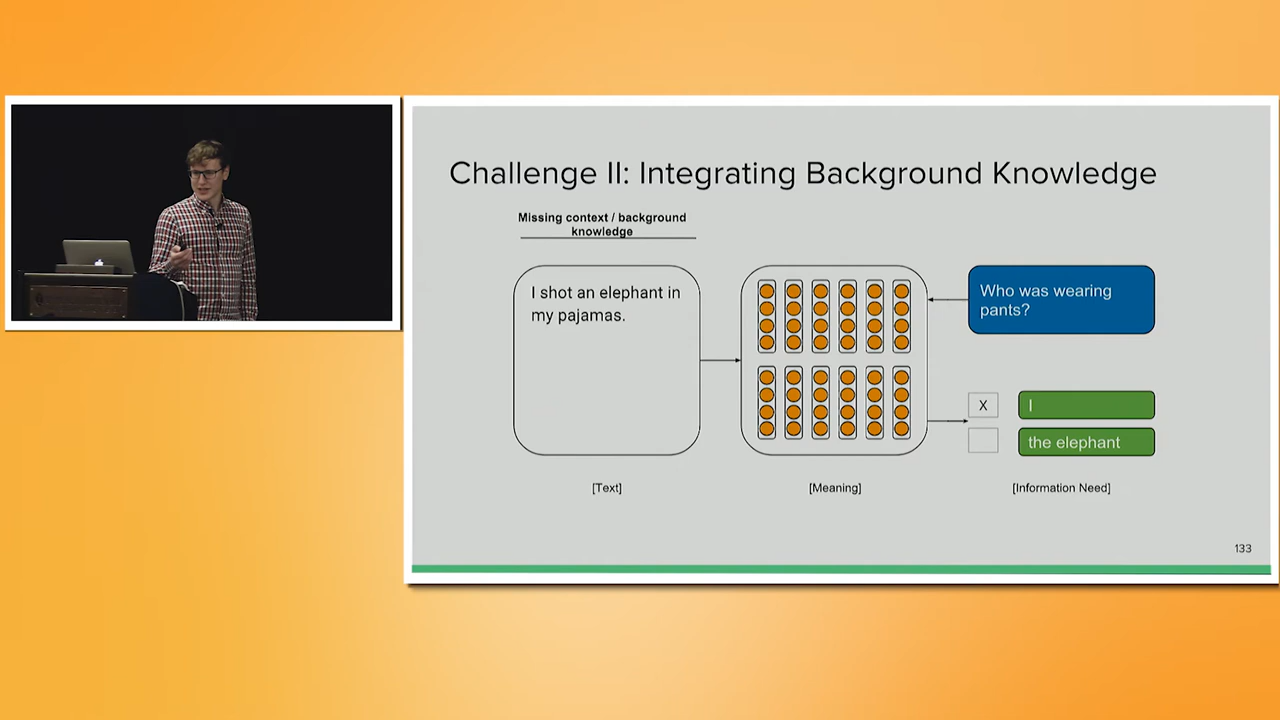 Challenge II: Integrating Background Knowledge
Missing context / background
knowledge
I shot an elephant in
my pajamas.
Who was wearing
pants?
X
I
the elephant
[Text]
[Meaning]
[Information Need]
133